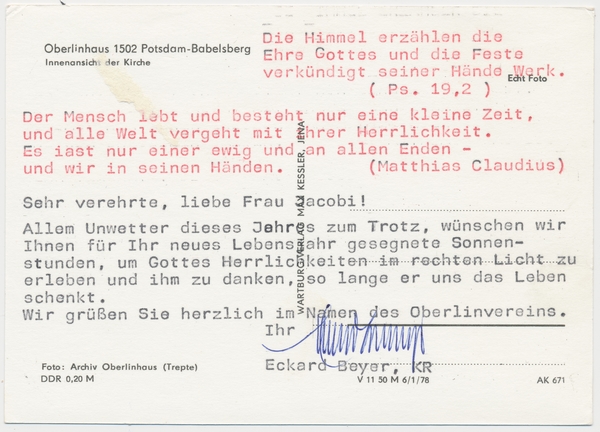 Oberlinhaus 1502 Potsdam-Babelsberg
Innenansicht der Kirche
Die Himmel erzählen die
Ehre Gottes und die Feste
verkündigt seiner Hände Werk.
Echt Foto
( Ps. 19,2 )
Der Mensch lebt und besteht nur eine kleine Zeit,
und alle Welt vergeht mit ihrer Herrlichkeit.
Es iast nur einer ewig und an allen Enden -
und wir in seinen Händen. (Matthias Claudius)
WARTBURG VERLAG MAX KESSLER, JENA
Sehr verehrte, liebe Frau Jacobi!
Allem Unwetter dieses Jahres zum Trotz, wünschen wir
Ihnen für Ihr neues Lebensjahr gesegnete Sonnen-
stunden, um Gottes Herrlichkeiten im rechten Licht zu
erleben und ihm zu danken, so lange er uns das Leben
schenkt.
Wir grüßen Sie herzlich im Namen des Oberlinvereins.
Ihr
Eckard Beyer, KR
Foto: Archiv Oberlinhaus (Trepte)
DDR 0,20 M
V 11 50 M 6/1/78
AK 671